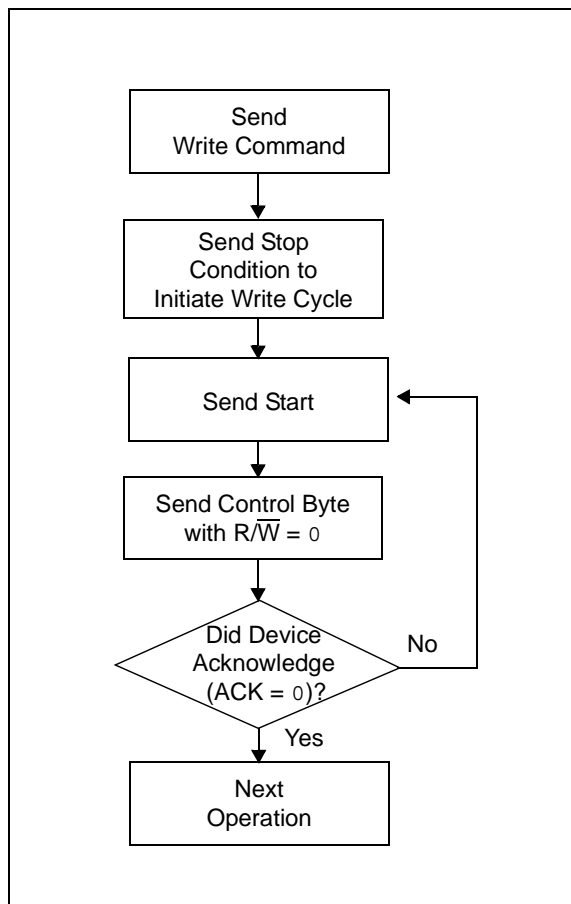 Send
Write Command
Send Stop
Condition to
Initiate Write Cycle
Send Start
Send Control Byte
with R/W̅ = 0
Did Device
Acknowledge
(ACK = 0)?
No
Yes
Next
Operation